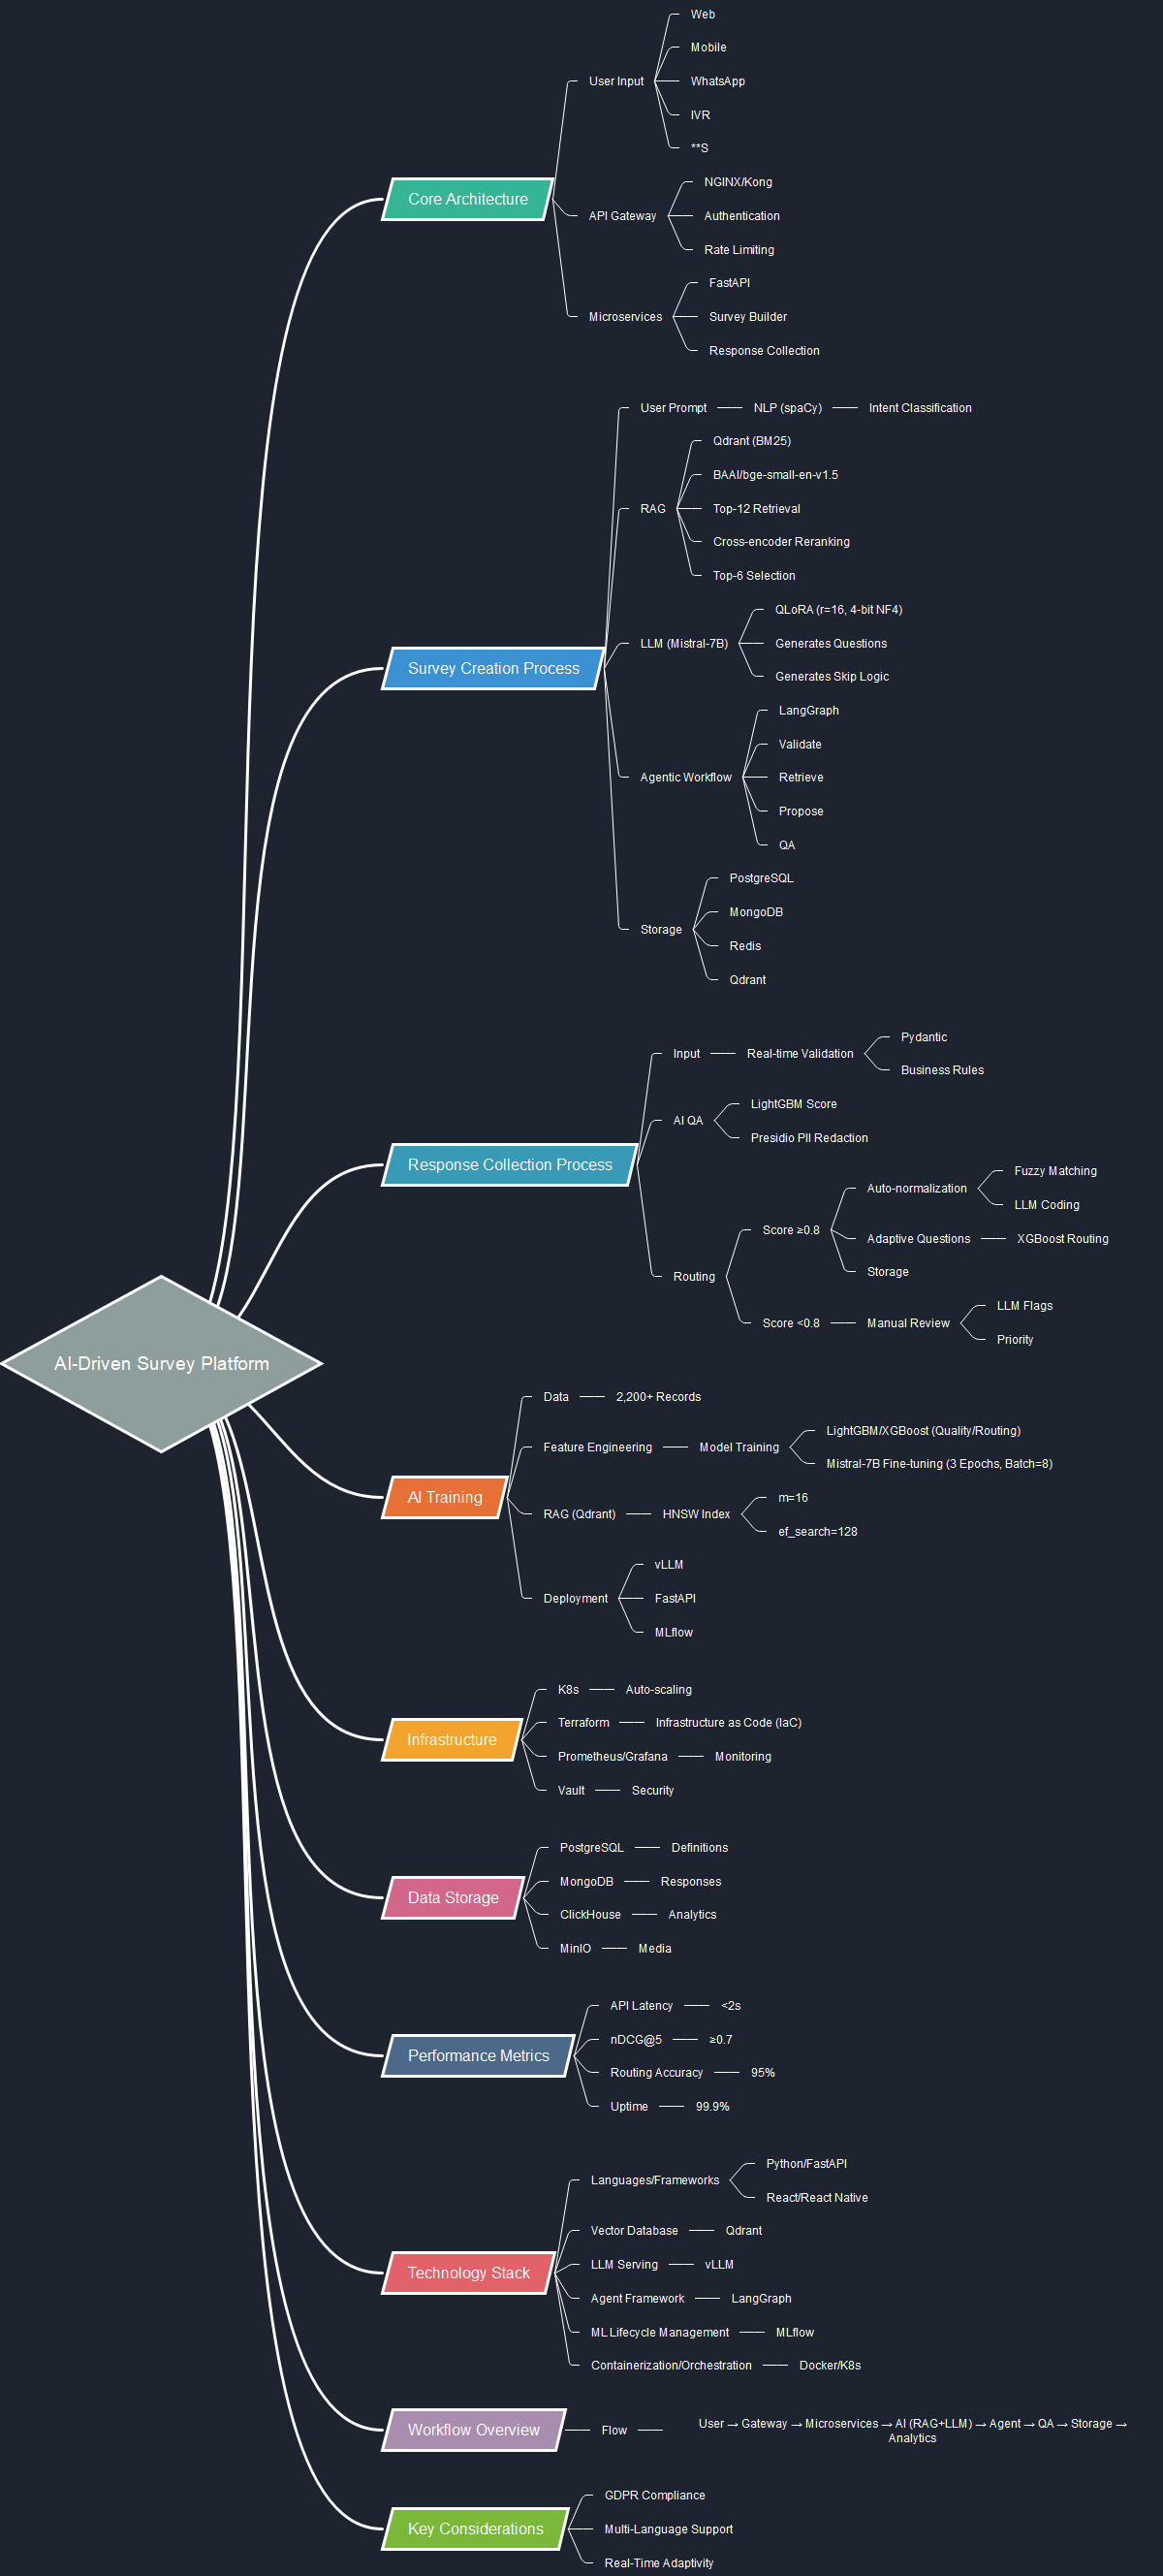 AI-Driven Survey Platform
Core Architecture
User Input
Web
Mobile
WhatsApp
IVR
**S
API Gateway
NGINX/Kong
Authentication
Rate Limiting
Microservices
FastAPI
Survey Builder
Response Collection
Survey Creation Process
User Prompt
NLP (spaCy)
Intent Classification
RAG
Qdrant (BM25)
BAAI/bge-small-en-v1.5
Top-12 Retrieval
Cross-encoder Reranking
Top-6 Selection
LLM (Mistral-7B)
QLoRA (r=16, 4-bit NF4)
Generates Questions
Generates Skip Logic
Agentic Workflow
LangGraph
Validate
Retrieve
Propose
QA
Storage
PostgreSQL
MongoDB
Redis
Qdrant
Response Collection Process
Input
Real-time Validation
Pydantic
Business Rules
AI QA
LightGBM Score
Presidio PII Redaction
Routing
Score ≥0.8
Auto-normalization
Fuzzy Matching
LLM Coding
Adaptive Questions
XGBoost Routing
Storage
Score <0.8
Manual Review
LLM Flags
Priority
AI Training
Data
2,200+ Records
Feature Engineering
Model Training
LightGBM/XGBoost (Quality/Routing)
Mistral-7B Fine-tuning (3 Epochs, Batch=8)
RAG (Qdrant)
HNSW Index
m=16
ef_search=128
Deployment
vLLM
FastAPI
MLflow
Infrastructure
K8s
Auto-scaling
Terraform
Infrastructure as Code (IaC)
Prometheus/Grafana
Monitoring
Vault
Security
Data Storage
PostgreSQL
Definitions
MongoDB
Responses
ClickHouse
Analytics
MinIO
Media
Performance Metrics
API Latency
<2s
nDCG@5
≥0.7
Routing Accuracy
95%
Uptime
99.9%
Technology Stack
Languages/Frameworks
Python/FastAPI
React/React Native
Vector Database
Qdrant
LLM Serving
vLLM
Agent Framework
LangGraph
ML Lifecycle Management
MLflow
Containerization/Orchestration
Docker/K8s
Workflow Overview
Flow
User → Gateway → Microservices → AI (RAG+LLM) → Agent → QA → Storage →
Analytics
Key Considerations
GDPR Compliance
Multi-Language Support
Real-Time Adaptivity